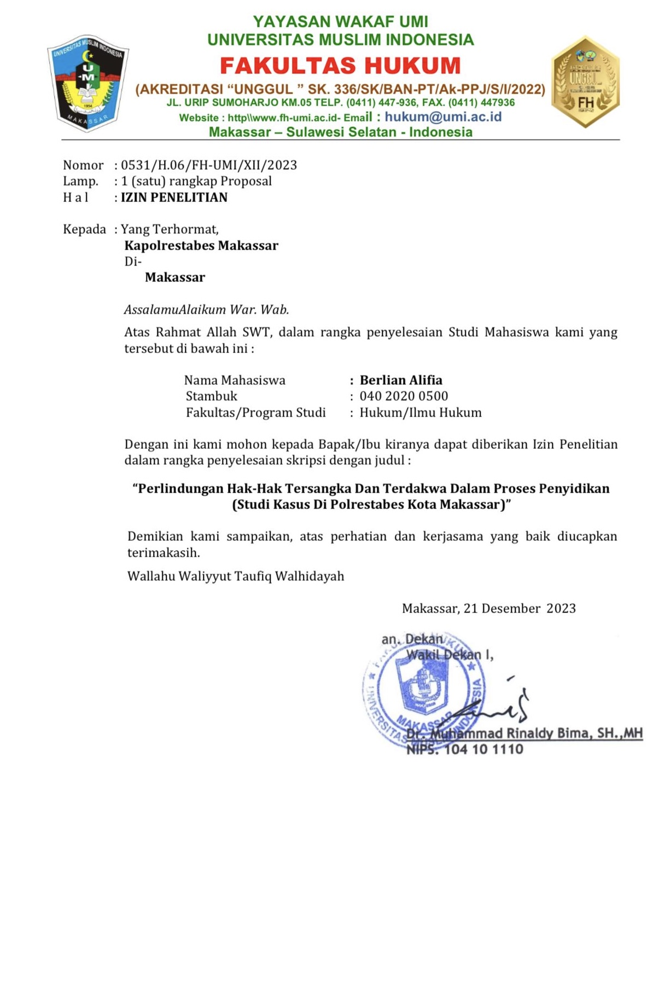 YAYASAN WAKAF UMI
UNIVERSITAS MUSLIM INDONESIA
FAKULTAS HUKUM
(AKREDITASI “UNGGUL ” SK. 336/SK/BAN-PT/Ak-PPJ/S/I/2022)
JL. URIP SUMOHARJO KM.05 TELP. (0411) 447-936, FAX. (0411) 447936
Website : http\\www.fh-umi.ac.id- Email : hukum@umi.ac.id
Makassar – Sulawesi Selatan - Indonesia
UNIVERSITAS MUSLIM INDONESIA
UMI
1954
MAKASSAR
UNGGUL
FH
Nomor : 0531/H.06/FH-UMI/XII/2023
Lamp. : 1 (satu) rangkap Proposal
H a l : IZIN PENELITIAN
Kepada : Yang Terhormat,
Kapolrestabes Makassar
Di-
Makassar
AssalamuAlaikum War. Wab.
Atas Rahmat Allah SWT, dalam rangka penyelesaian Studi Mahasiswa kami yang
tersebut di bawah ini :
Nama Mahasiswa : Berlian Alifia
Stambuk : 040 2020 0500
Fakultas/Program Studi : Hukum/Ilmu Hukum
Dengan ini kami mohon kepada Bapak/Ibu kiranya dapat diberikan Izin Penelitian
dalam rangka penyelesaian skripsi dengan judul :
“Perlindungan Hak-Hak Tersangka Dan Terdakwa Dalam Proses Penyidikan
(Studi Kasus Di Polrestabes Kota Makassar)”
Demikian kami sampaikan, atas perhatian dan kerjasama yang baik diucapkan
terimakasih.
Wallahu Waliyyut Taufiq Walhidayah
Makassar, 21 Desember 2023
an. Dekan
Wakil Dekan I,
FAKULTAS HUKUM
UNIVERSITAS MUSLIM INDONESIA
MAKASSAR
Dr. Muhammad Rinaldy Bima, SH.,MH
NIPS. 104 10 1110